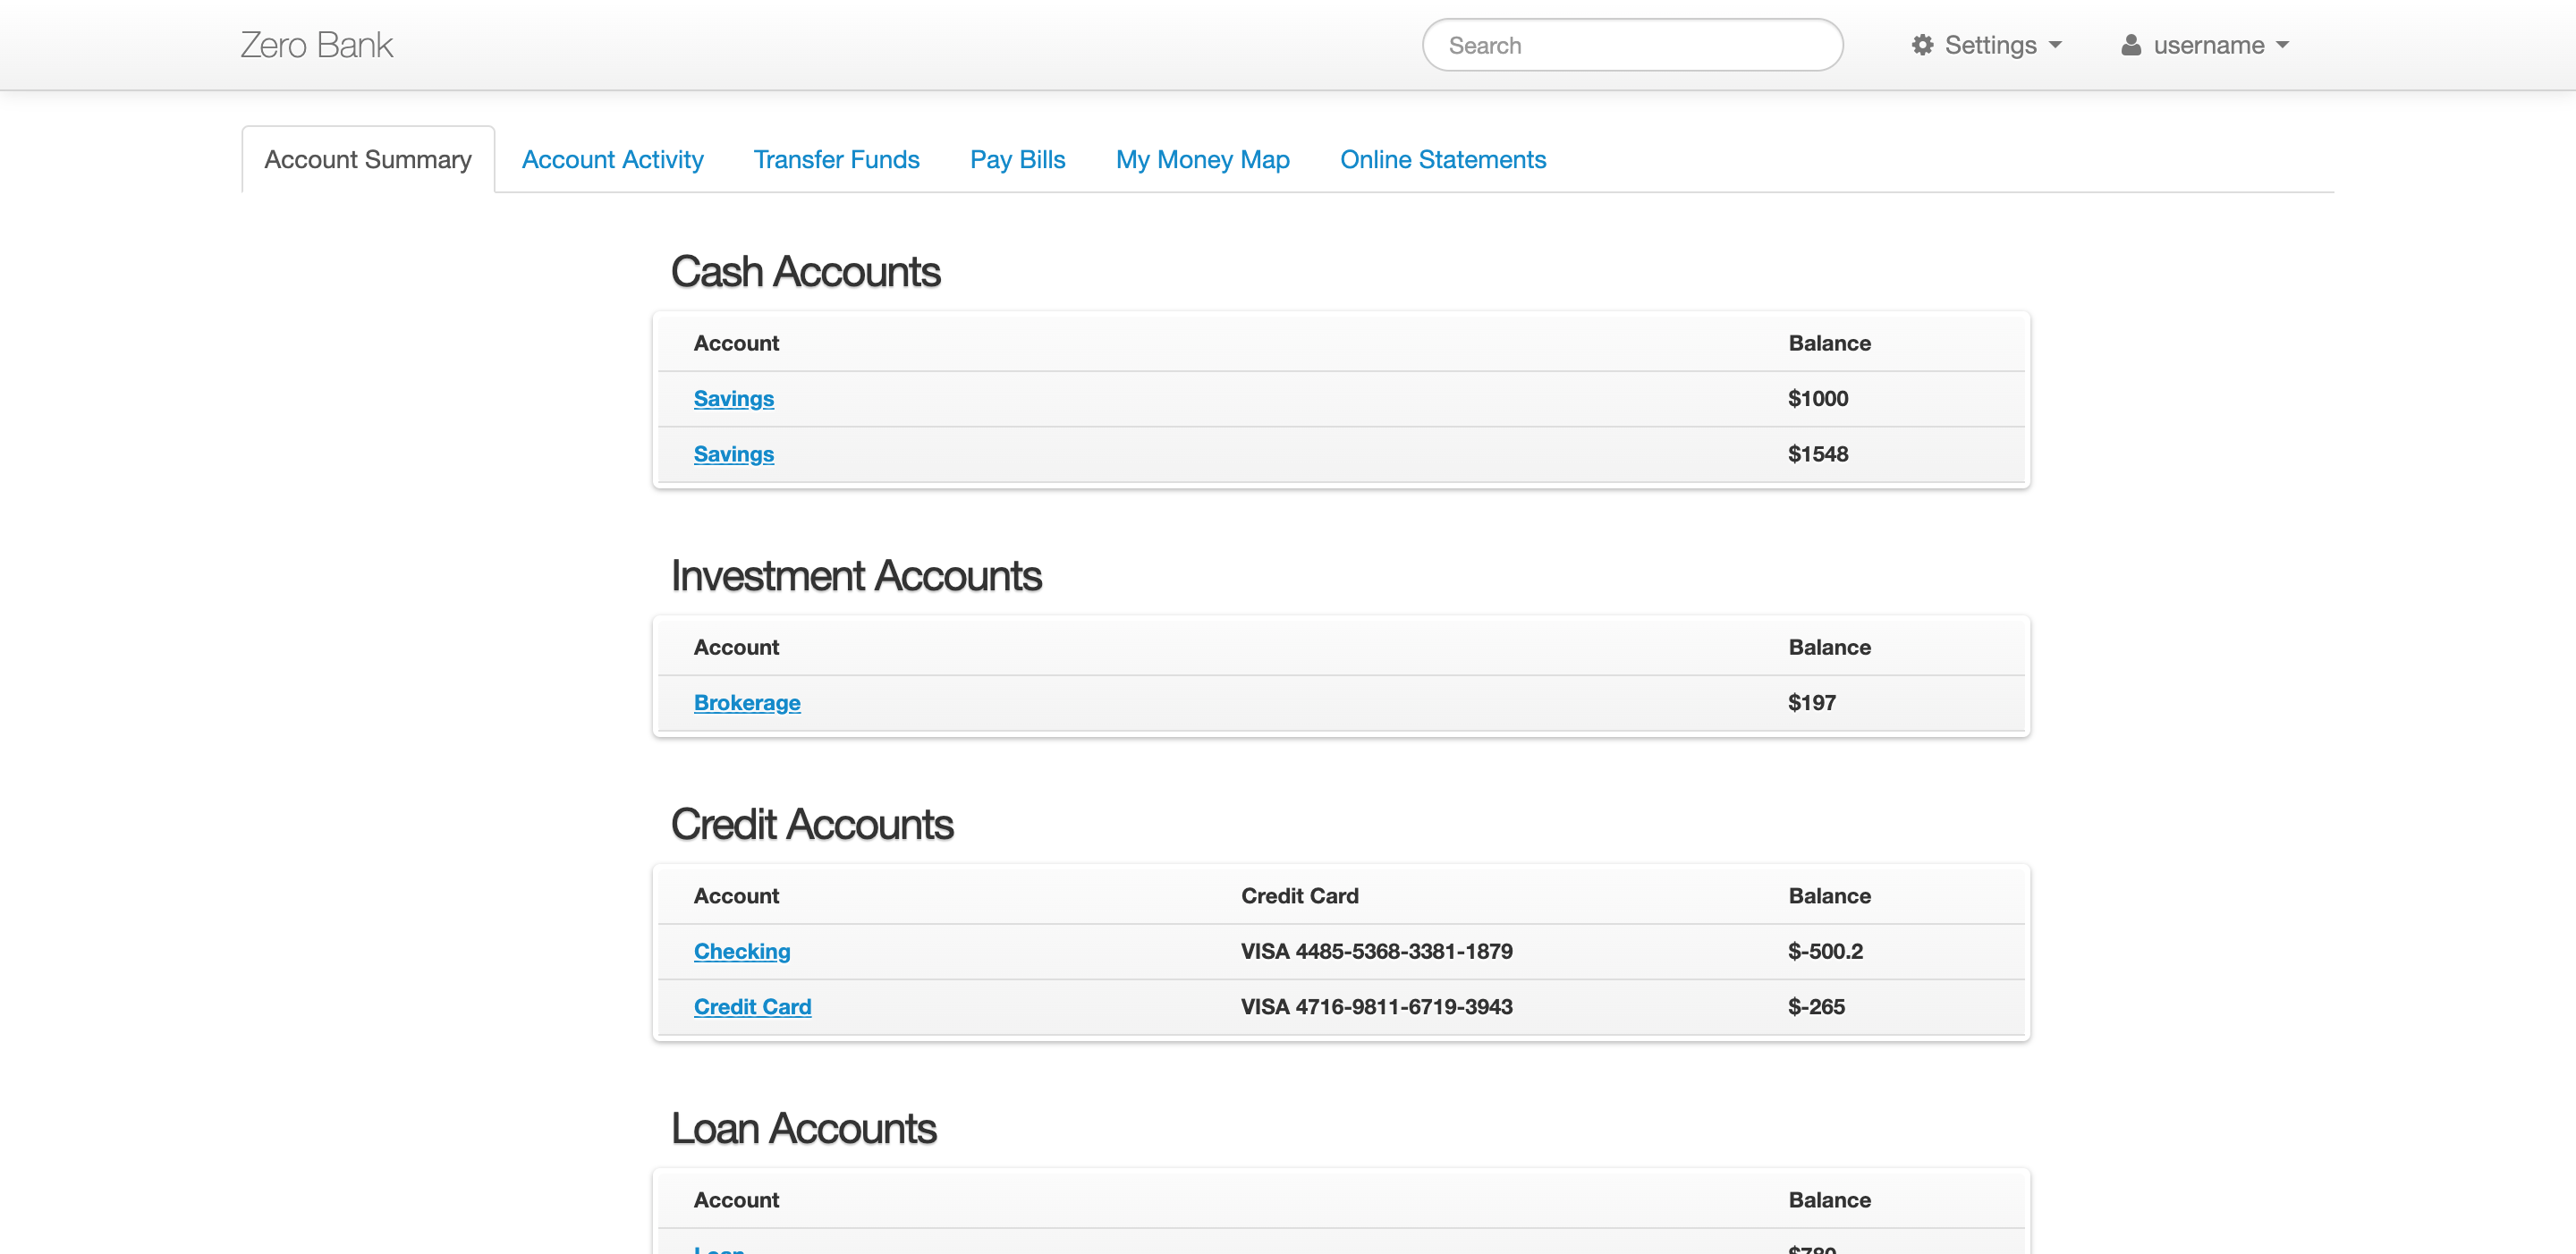 Zero Bank Search Settings username
Account Summary Account Activity Transfer Funds Pay Bills My Money Map Online Statements
Cash Accounts
Account Balance
Savings $1000
Savings $1548
Investment Accounts
Account Balance
Brokerage $197
Credit Accounts
Account Credit Card Balance
Checking VISA 4485-5368-3381-1879 $-500.2
Credit Card VISA 4716-9811-6719-3943 $-265
Loan Accounts
Account Balance
Loan $780